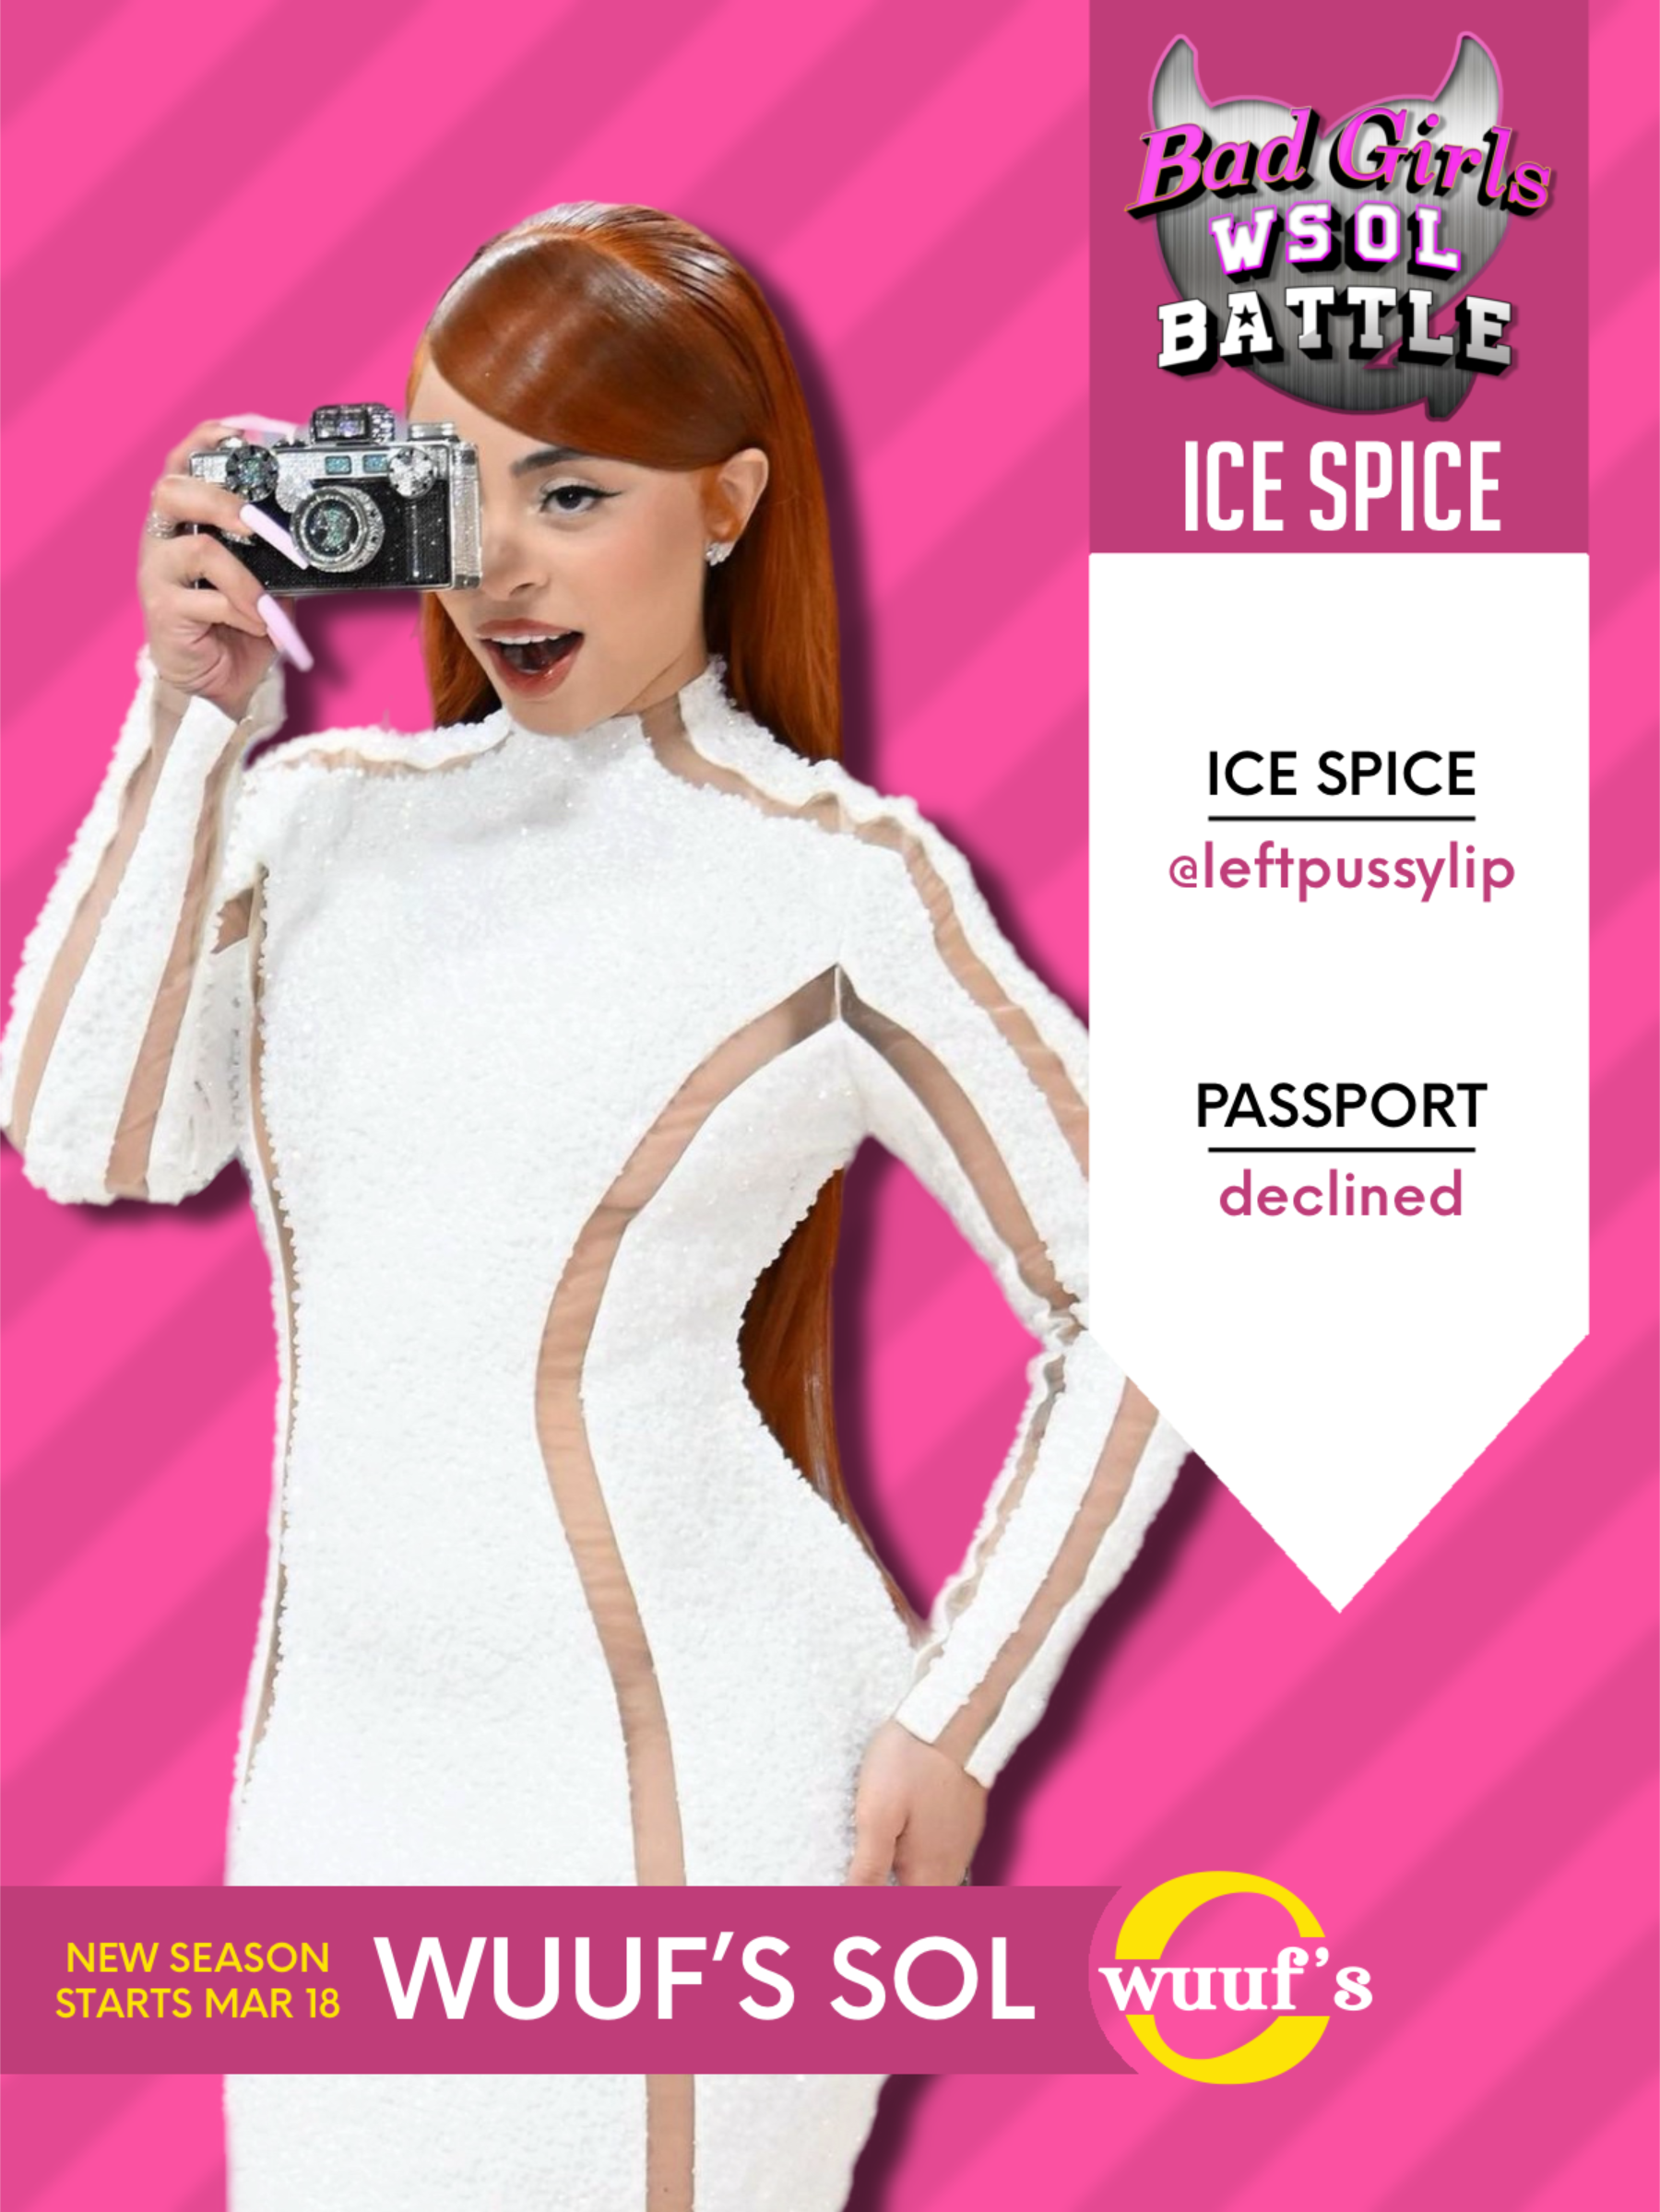 Bad Girls
WSOL
BATTLE
ICE SPICE
ICE SPICE
@leftpussylip
PASSPORT
declined
NEW SEASON
STARTS MAR 18
WUUF'S SOL
wuuf's